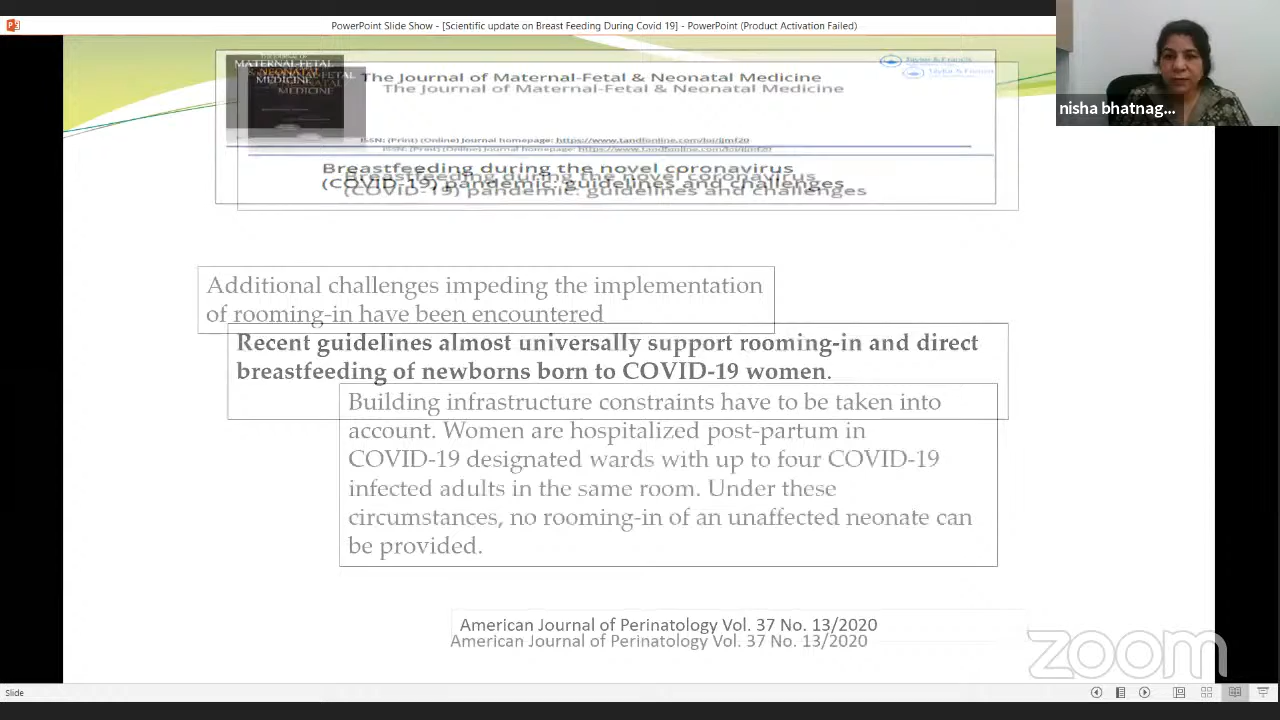 PowerPoint Slide Show - [Scientific update on Breast Feeding During Covid 19] - PowerPoint (Product Activation Failed)
nisha bhatnag...
MATERNAL-FETAL
MEDICINE
The Journal of Maternal-Fetal & Neonatal Medicine
The Journal of Maternal-Fetal & Neonatal Medicine
Taylor & Francis
ISSN: (Print) (Online) Journal homepage: https://www.tandfonline.com/loi/ijmf20
ISSN: (Print) (Online) Journal homepage: https://www.tandfonline.com/loi/ijmf20
Breastfeeding during the novel coronavirus
Breastfeeding during the novel coronavirus
(COVID-19) pandemic: guidelines and challenges
(COVID-19) pandemic: guidelines and challenges
Additional challenges impeding the implementation
of rooming-in have been encountered
Recent guidelines almost universally support rooming-in and direct
breastfeeding of newborns born to COVID-19 women.
Building infrastructure constraints have to be taken into
account. Women are hospitalized post-partum in
COVID-19 designated wards with up to four COVID-19
infected adults in the same room. Under these
circumstances, no rooming-in of an unaffected neonate can
be provided.
American Journal of Perinatology Vol. 37 No. 13/2020
American Journal of Perinatology Vol. 37 No. 13/2020
zoom
Slide